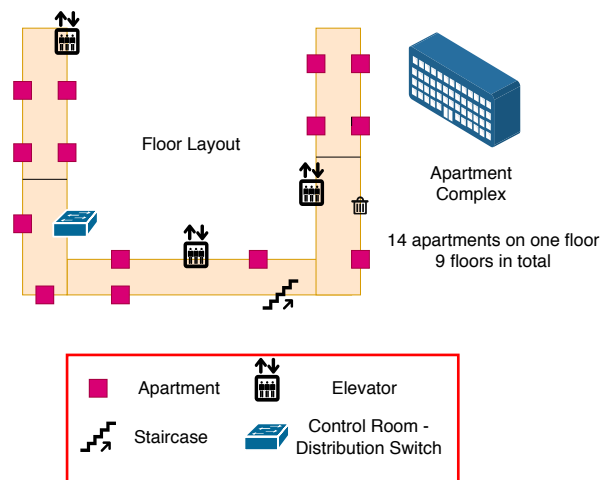 Floor Layout
Apartment
Complex
14 apartments on one floor
9 floors in total
Apartment
Elevator
Staircase
Control Room -
Distribution Switch